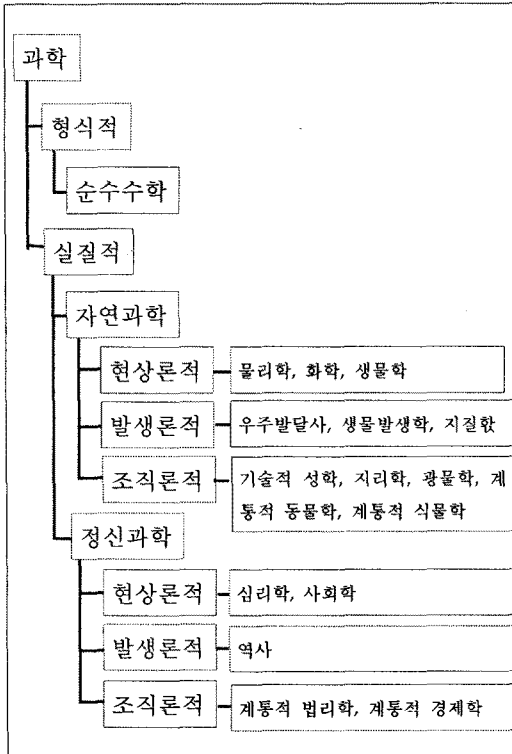 과학
형식적
순수수학
실질적
자연과학
현상론적
물리학, 화학, 생물학
발생론적
우주발달사, 생물발생학, 지질학
조직론적
기술적 성학, 지리학, 광물학, 계
통적 동물학, 계통적 식물학
정신과학
현상론적
심리학, 사회학
발생론적
역사
조직론적
계통적 법리학, 계통적 경제학